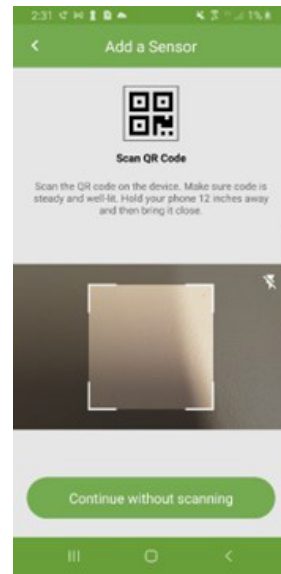 2:31
1%
Add a Sensor
Scan QR Code
Scan the QR code on the device. Make sure code is
steady and well-lit. Hold your phone 12 inches away
and then bring it close.
Continue without scanning